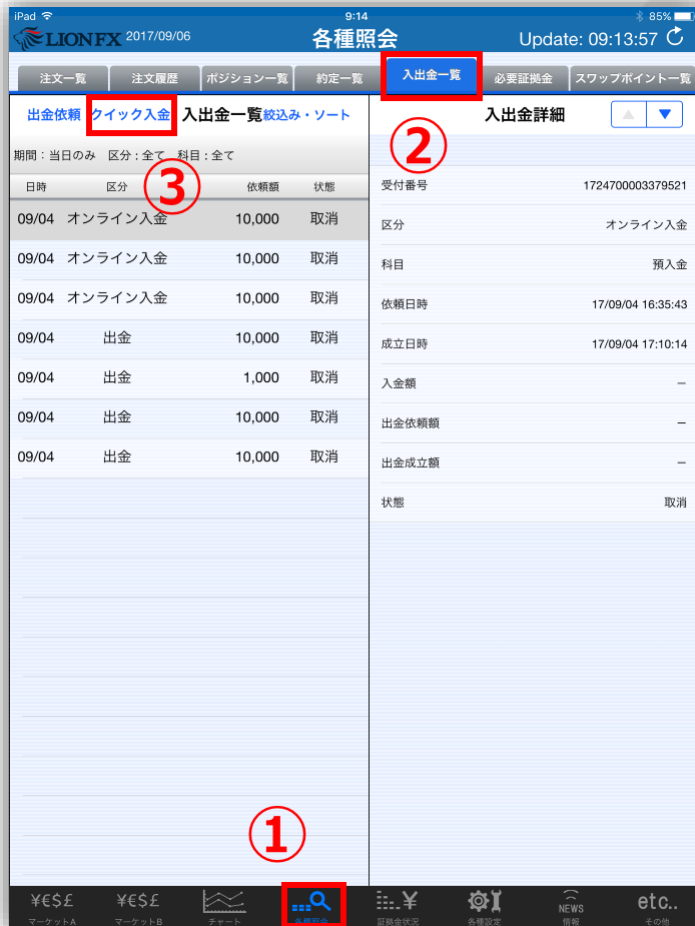 iPad 9:14 85%
LIONFX 2017/09/06 各種照会 Update: 09:13:57
注文一覧 注文履歴 ポジション一覧 約定一覧 入出金一覧 必要証拠金 スワップポイント一覧
出金依頼 クイック入金 入出金一覧 絞込み・ソート
期間：当日のみ 区分：全て 科目：全て
日時 区分 依頼額 状態
09/04 オンライン入金 10,000 取消
09/04 オンライン入金 10,000 取消
09/04 オンライン入金 10,000 取消
09/04 出金 10,000 取消
09/04 出金 1,000 取消
09/04 出金 10,000 取消
09/04 出金 10,000 取消
③
入出金詳細
②
受付番号 1724700003379521
区分 オンライン入金
科目 預入金
依頼日時 17/09/04 16:35:43
成立日時 17/09/04 17:10:14
入金額 −
出金依頼額 −
出金成立額 −
状態 取消
①
¥€$£ ¥€$£ ¥ NEWS etc..
マーケットA マーケットB チャート 各種照会 証拠金状況 各種設定 情報 その他